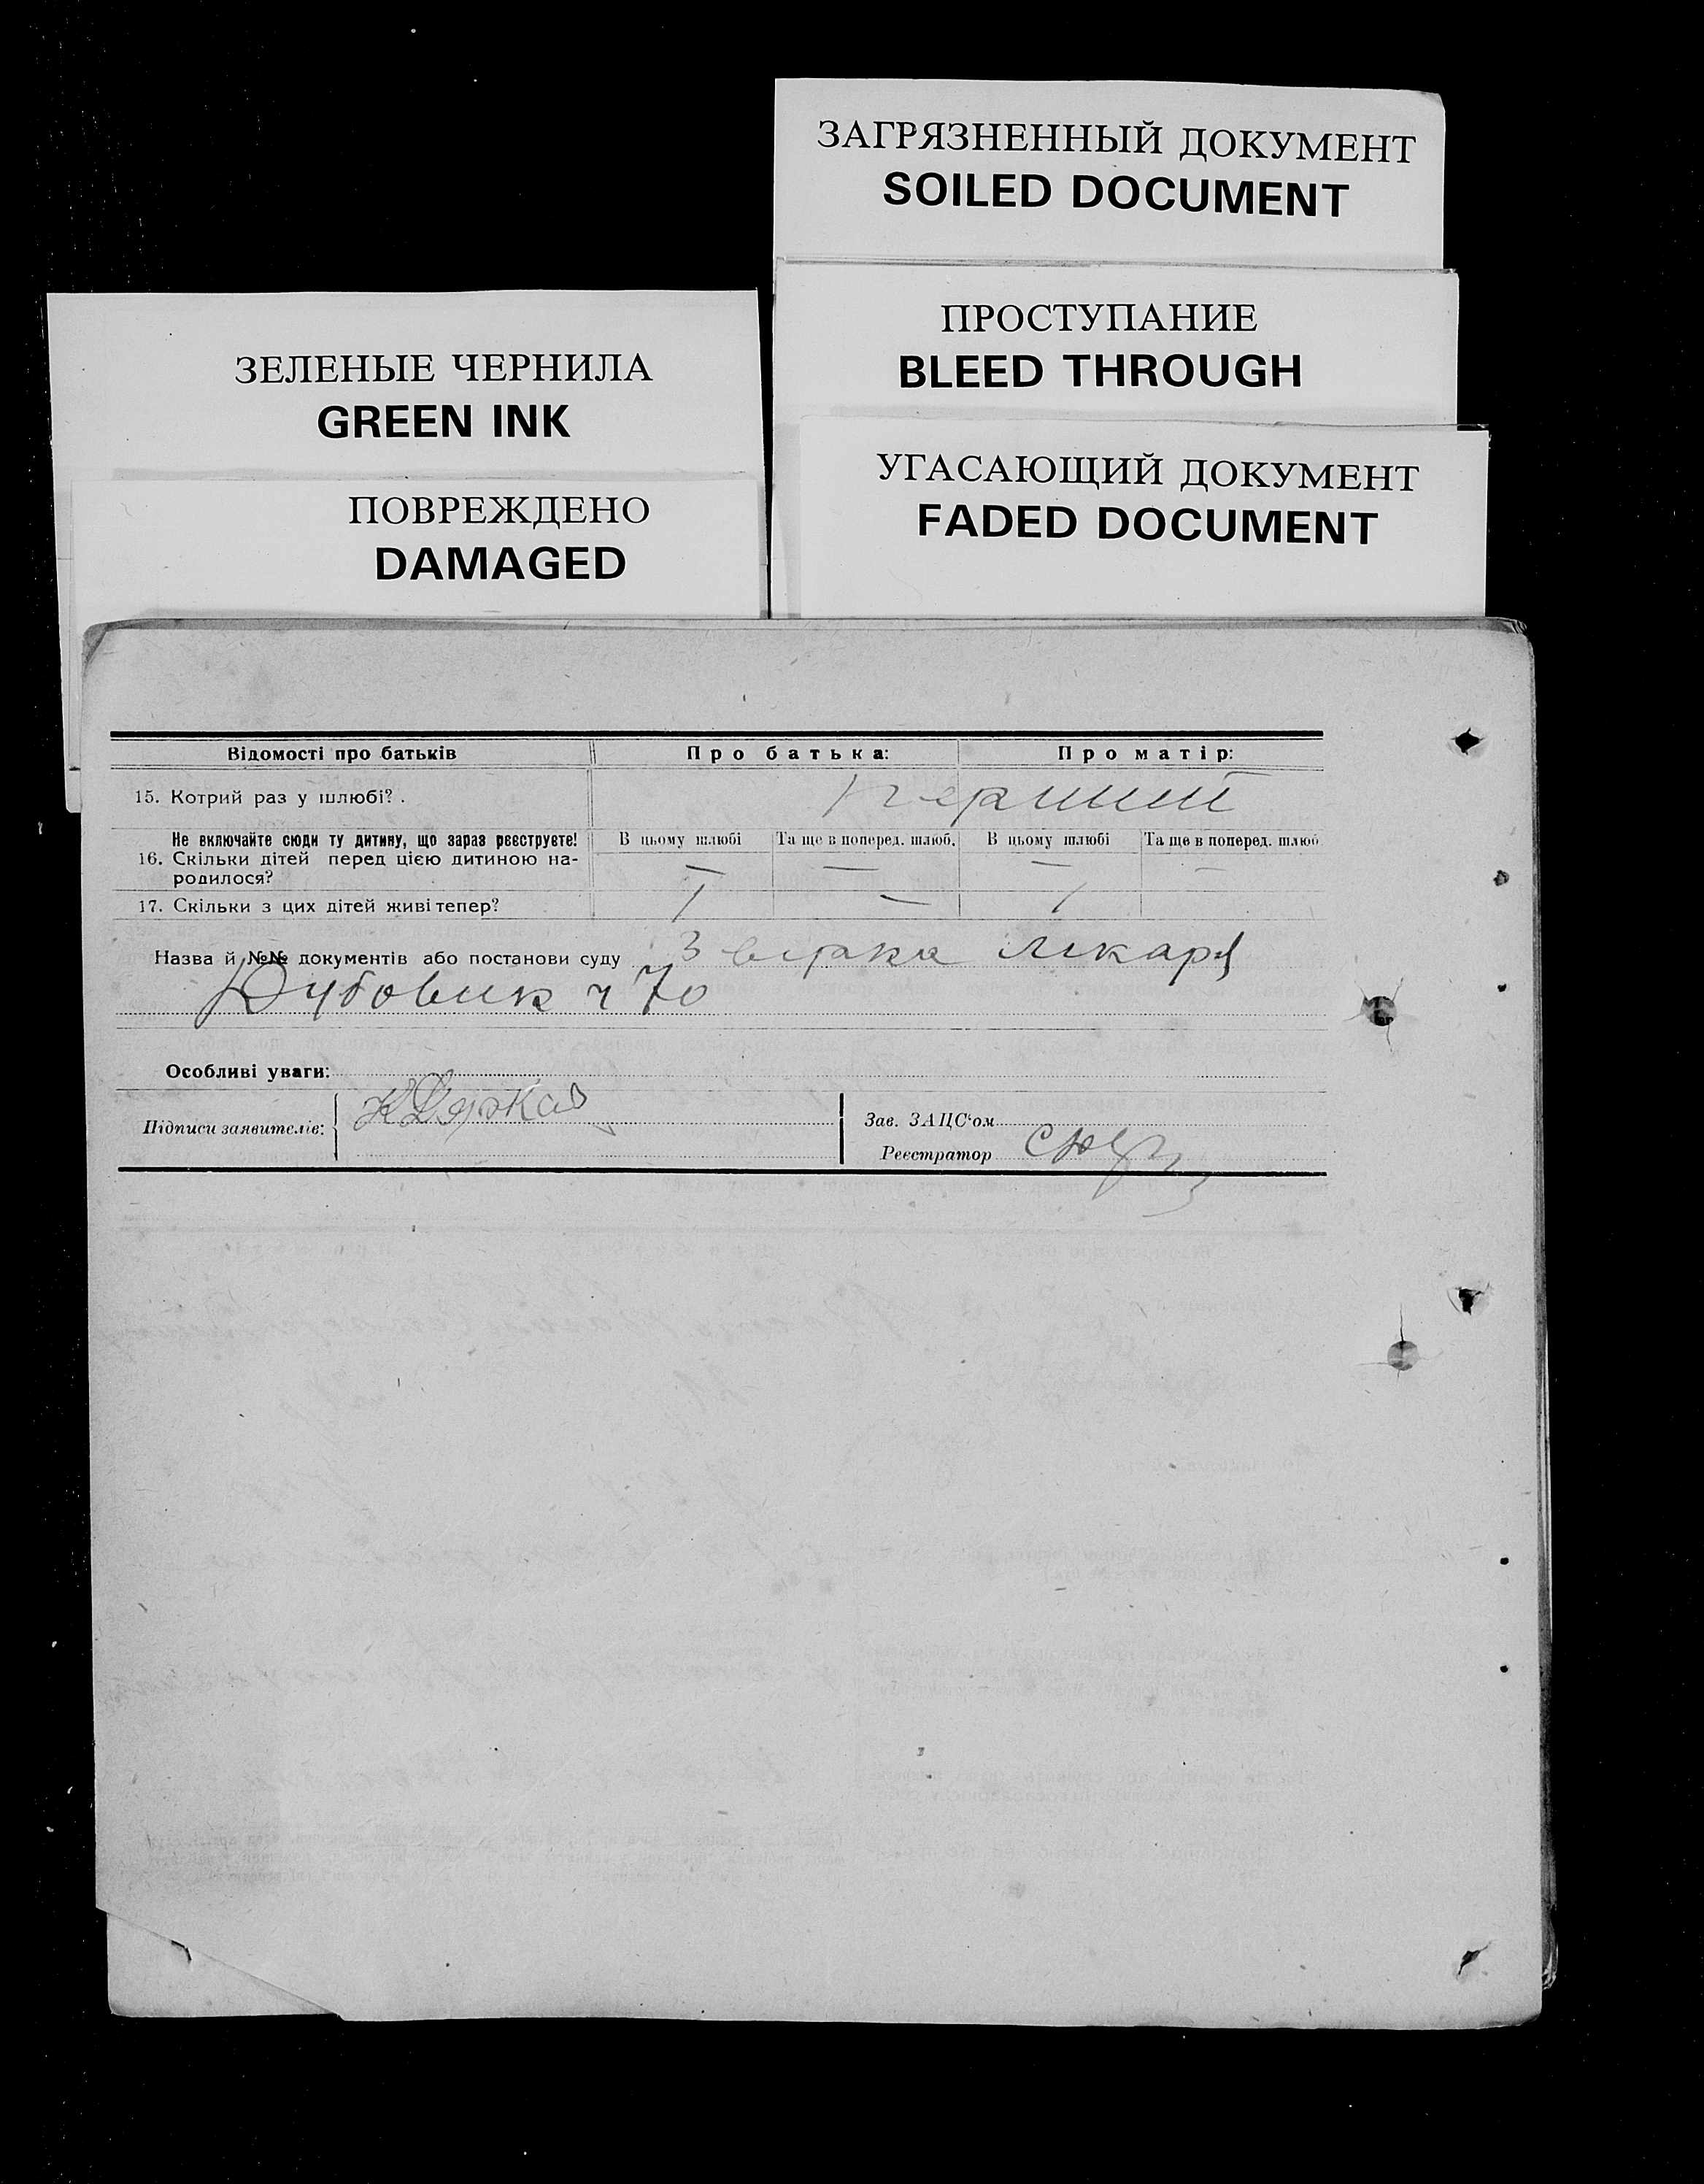 ЗАГРЯЗНЕННЫЙ ДОКУМЕНТ
SOILED DOCUMENT
ПРОСТУПАНИЕ
BLEED THROUGH
УГАСАЮЩИЙ ДОКУМЕНТ
FADED DOCUMENT
ЗЕЛЕНЫЕ ЧЕРНИЛА
GREEN INK
ПОВРЕЖДЕНО
DAMAGED
Відомості про батьків Про батька: Про матір:
15. Котрий раз у шлюбі? . Перший
Не включайте сюди ту дитину, що зараз реєструєте! В цьому шлюбі Та ще в поперед. шлюб. В цьому шлюбі Та ще в поперед. шлюб
16. Скільки дітей перед цією дитиною на-
родилося? — — — —
17. Скільки з цих дітей живі тепер? / — /
Назва й №№ документів або постанови суду лікаря
Дубовик ч 70
Особливі уваги:
Підписи заявителів:
Зав. ЗАЦС‘ом
Реєстратор